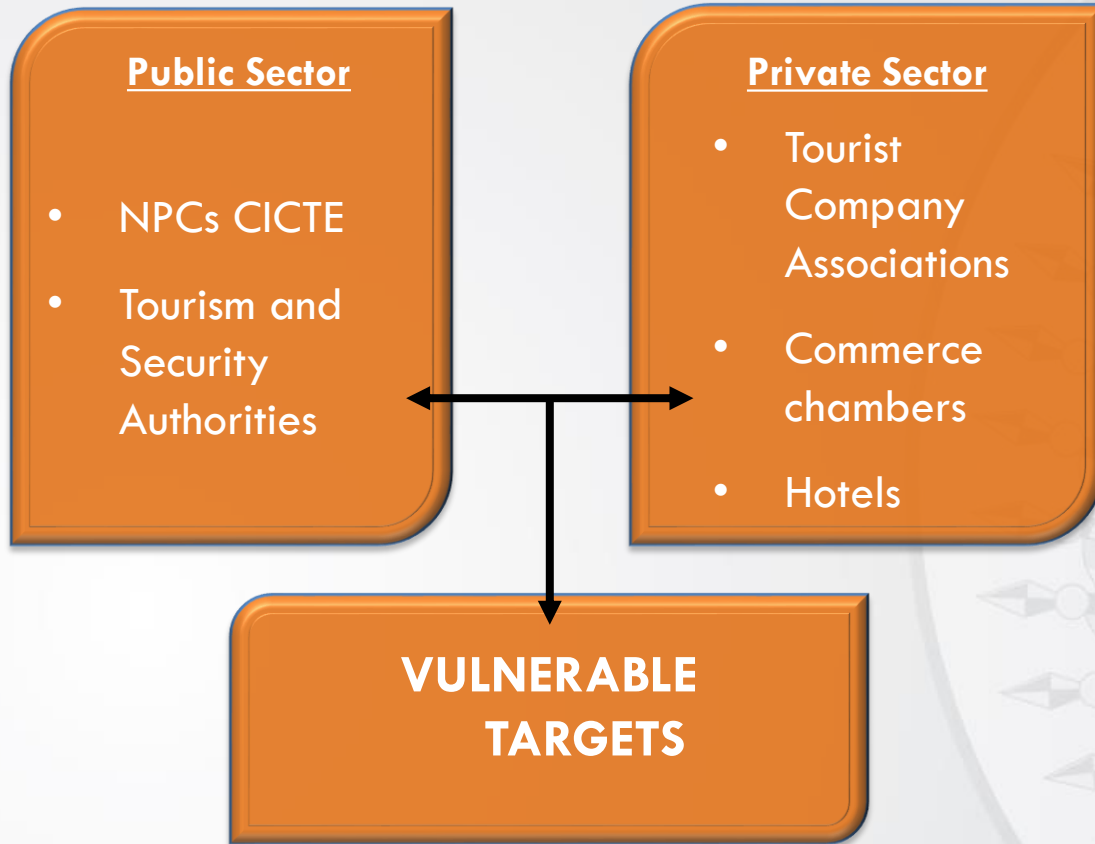 Public Sector
• NPCs CICTE
• Tourism and
Security
Authorities
Private Sector
• Tourist
Company
Associations
• Commerce
chambers
• Hotels
VULNERABLE
TARGETS